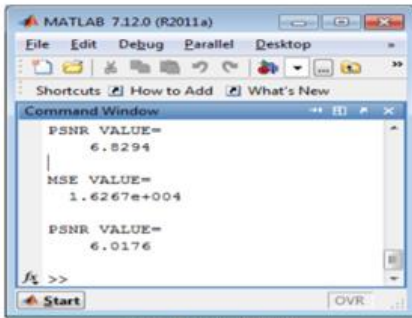 MATLAB 7.12.0 (R2011a)
File Edit Debug Parallel Desktop »
Shortcuts How to Add What's New
Command Window
PSNR VALUE=
6.8294
MSE VALUE=
1.6267e+004
PSNR VALUE=
6.0176
fx >>
Start OVR